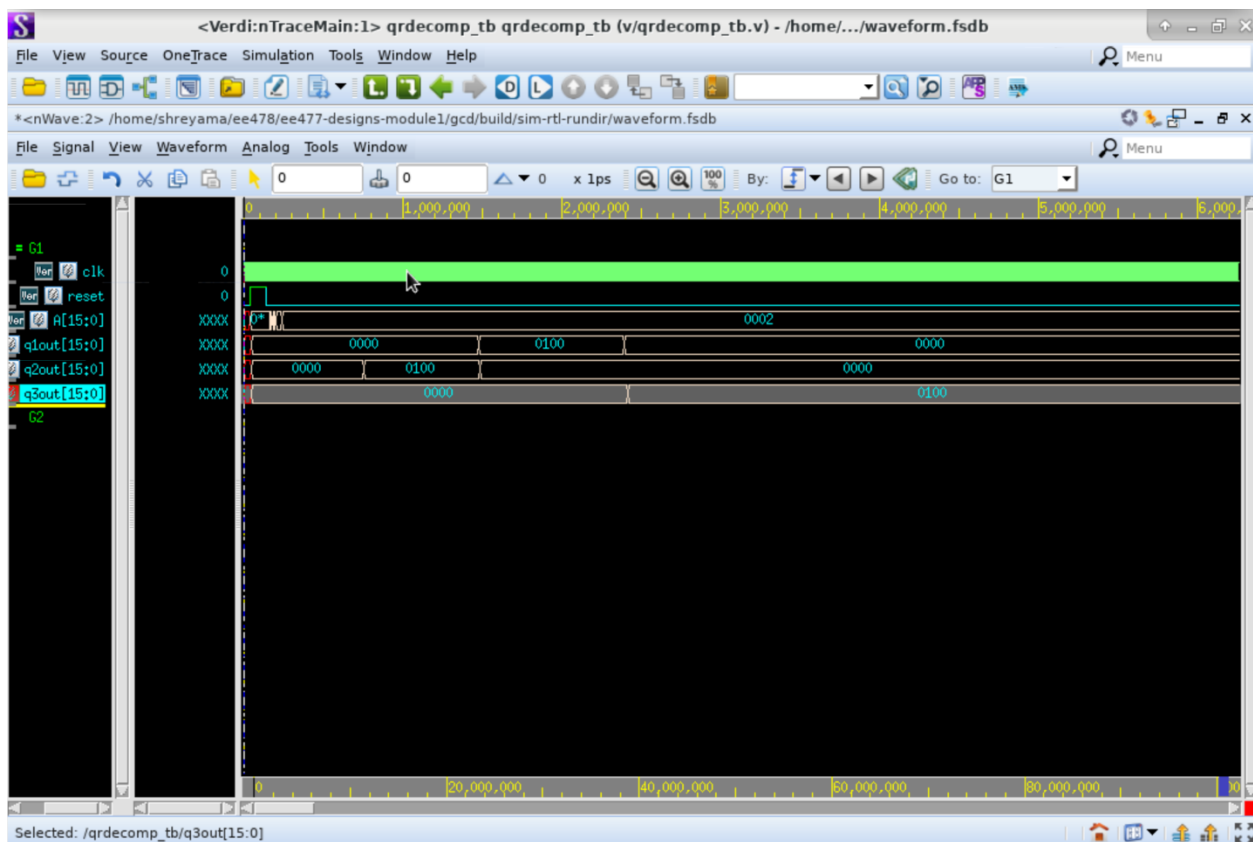 <Verdi:nTraceMain:1> qrdecomp_tb qrdecomp_tb (v/qrdecomp_tb.v) - /home/.../waveform.fsdb
File View Source OneTrace Simulation Tools Window Help
Menu
*<nWave:2> /home/shreyama/ee478/ee477-designs-module1/gcd/build/sim-rtl-rundir/waveform.fsdb
File Signal View Waveform Analog Tools Window
Menu
0 0 0 x 1ps 100 % By: Go to: G1
0 1,000,000 2,000,000 3,000,000 4,000,000 5,000,000 6,000,
= G1
Ver clk 0
Ver reset 0
Ver A[15:0] XXXX 0* 0002
q1out[15:0] XXXX 0000 0100 0000
q2out[15:0] XXXX 0000 0100 0000
q3out[15:0] XXXX 0000 0100
G2
0 20,000,000 40,000,000 60,000,000 80,000,000
Selected: /qrdecomp_tb/q3out[15:0]